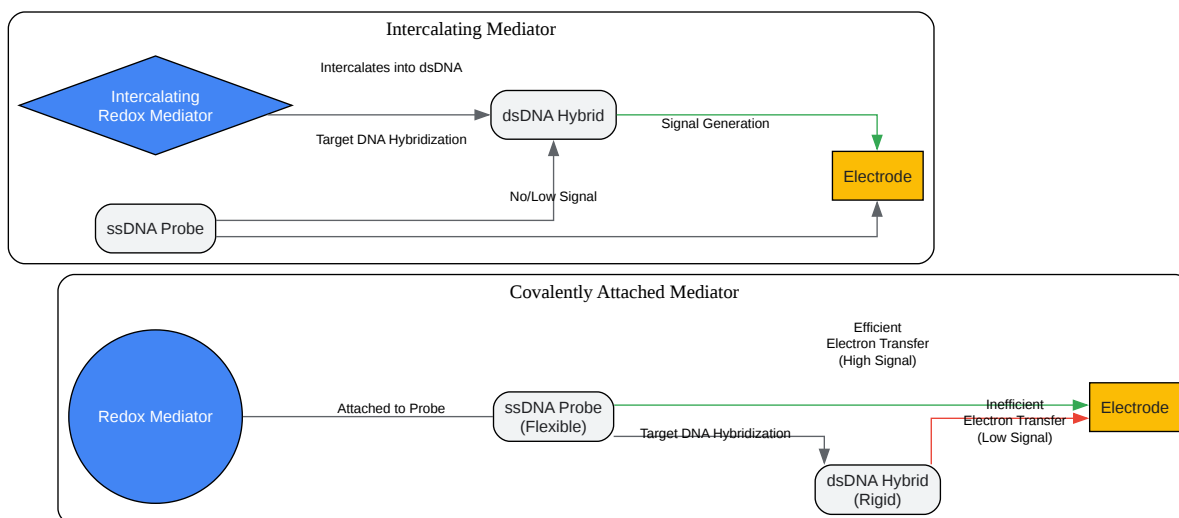 Intercalating Mediator
Intercalates into dsDNA
Intercalating
Redox Mediator
dsDNA Hybrid
Signal Generation
Target DNA Hybridization
Electrode
No/Low Signal
ssDNA Probe
Covalently Attached Mediator
Efficient
Electron Transfer
(High Signal)
Redox Mediator
Attached to Probe
ssDNA Probe
(Flexible)
Inefficient
Electron Transfer
(Low Signal)
Electrode
Target DNA Hybridization
dsDNA Hybrid
(Rigid)